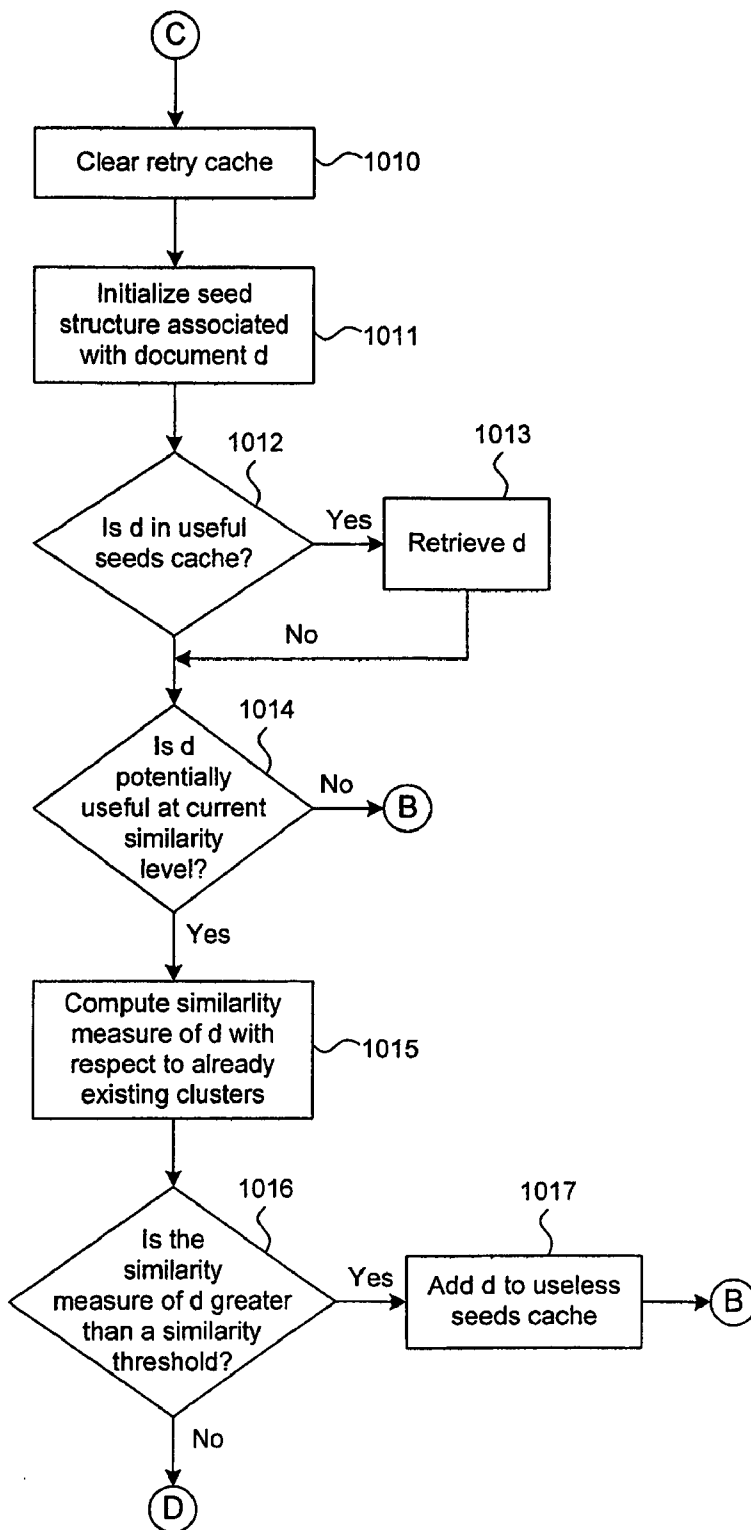 C
Clear retry cache
1010
Initialize seed
structure associated
with document d
1011
1012
Is d in useful
seeds cache?
Yes
1013
Retrieve d
No
1014
Is d
potentially
useful at current
similarity
level?
No
B
Yes
Compute similarlity
measure of d with
respect to already
existing clusters
1015
1016
Is the
similarity
measure of d greater
than a similarity
threshold?
Yes
1017
Add d to useless
seeds cache
B
No
D